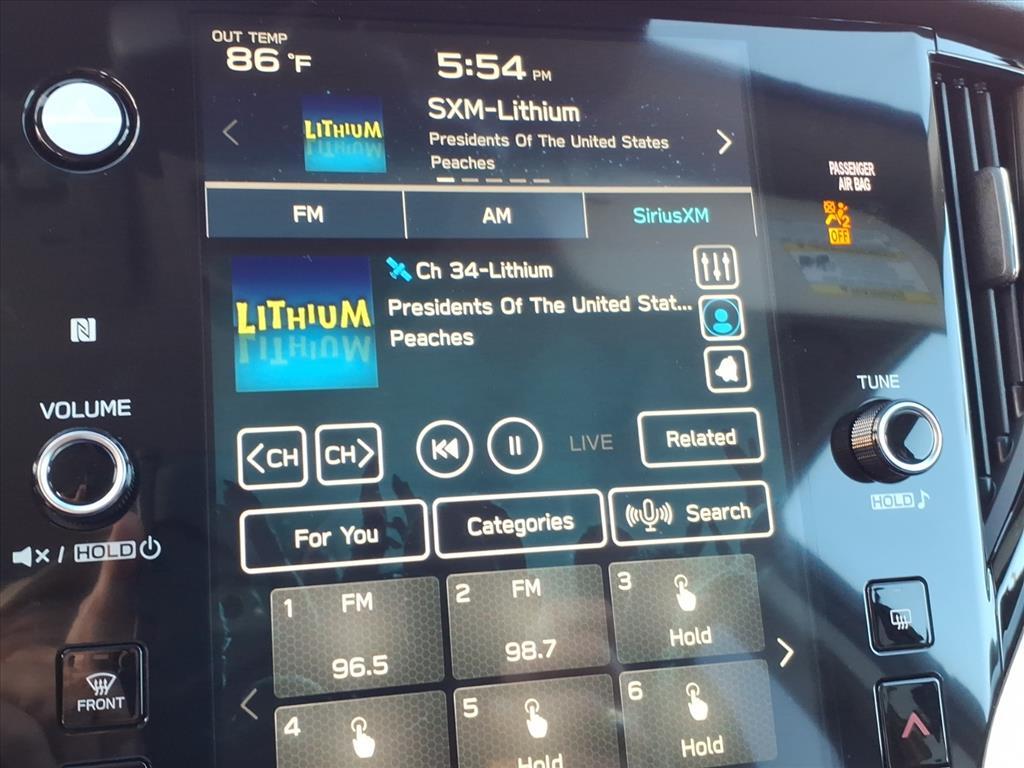 OUT TEMP
86 °F
5:54 PM
SXM-Lithium
LITHIUM
Presidents Of The United States
Peaches
PASSENGER
AIR BAG
2
OFF
FM
AM
SiriusXM
Ch 34-Lithium
LITHIUM
Presidents Of The United Stat...
Peaches
N
VOLUME
TUNE
<CH
CH>
LIVE
Related
HOLD
For You
Categories
Search
/ HOLD
1 FM
96.5
2 FM
98.7
3
Hold
FRONT
4
5
Hold
6
Hold